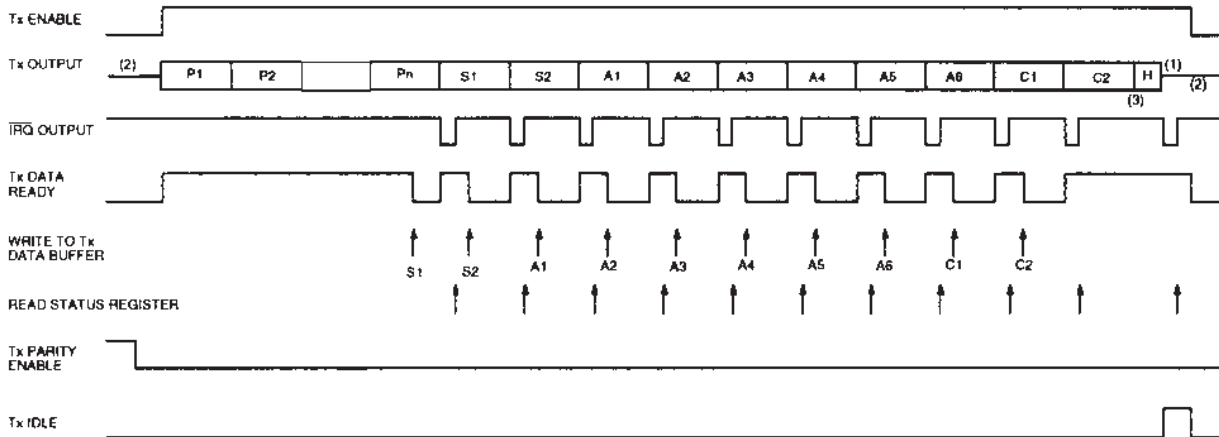 Tx ENABLE
Tx OUTPUT
(2)
P1 P2 Pn S1 S2 A1 A2 A3 A4 A5 A6 C1 C2 H
(1)
(2)
(3)
IRQ OUTPUT
Tx DATA
READY
WRITE TO Tx
DATA BUFFER
S1 S2 A1 A2 A3 A4 A5 A6 C1 C2
READ STATUS REGISTER
Tx PARITY
ENABLE
Tx IDLE